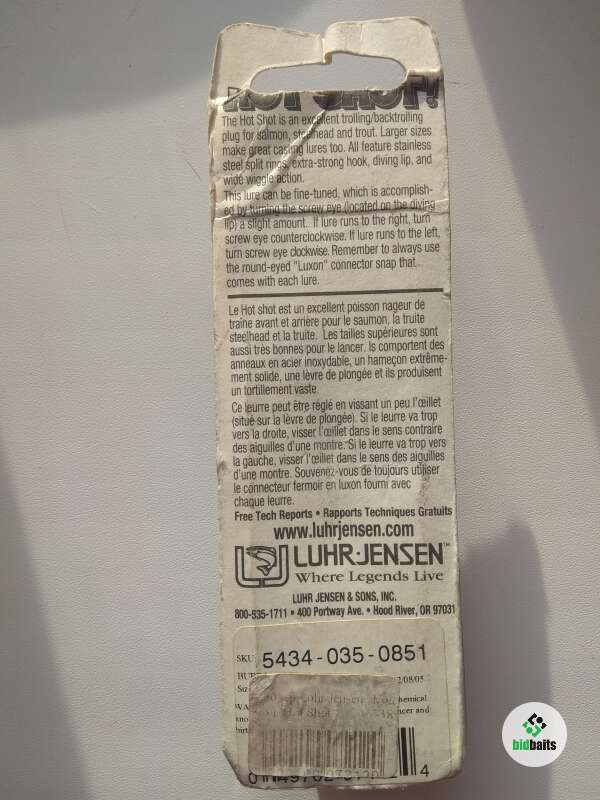 HOT SHOT!
The Hot Shot is an excellent trolling/backtrolling
plug for salmon, steelhead and trout. Larger sizes
make great casting lures too. All feature stainless
steel split rings, extra-strong hook, diving lip, and
wide wiggle action.
This lure can be fine-tuned, which is accomplish-
ed by turning the screw eye (located on the diving
lip) a slight amount. If lure runs to the right, turn
screw eye counterclockwise. If lure runs to the left,
turn screw eye clockwise. Remember to always use
the round-eyed "Luxon" connector snap that
comes with each lure.
Le Hot shot est un excellent poisson nageur de
traine avant et arrière pour le saumon, la truite
steelhead et la truite. Les tailles supérieures sont
aussi très bonnes pour le lancer. Ils comportent des
anneaux en acier inoxydable, un hameçon extrême-
ment solide, une lèvre de plongée et ils produisent
un tortillement vaste.
Ce leurre peut être réglé en vissant un peu l'œillet
(situé sur la lèvre de plongée). Si le leurre va trop
vers la droite, visser l'œillet dans le sens contraire
des aiguilles d'une montre. Si le leurre va trop vers
la gauche, visser l'œillet dans le sens des aiguilles
d'une montre. Souvenez-vous de toujours utiliser
le connecteur fermoir en luxon fourni avec
chaque leurre.
Free Tech Reports • Rapports Techniques Gratuits
www.luhrjensen.com
LUHR·JENSEN™
Where Legends Live
LUHR JENSEN & SONS, INC.
800-535-1711 • 400 Portway Ave. • Hood River, OR 97031
SKU 5434-035-0851
/08/05
hemical
ncer and
4
bidbaits